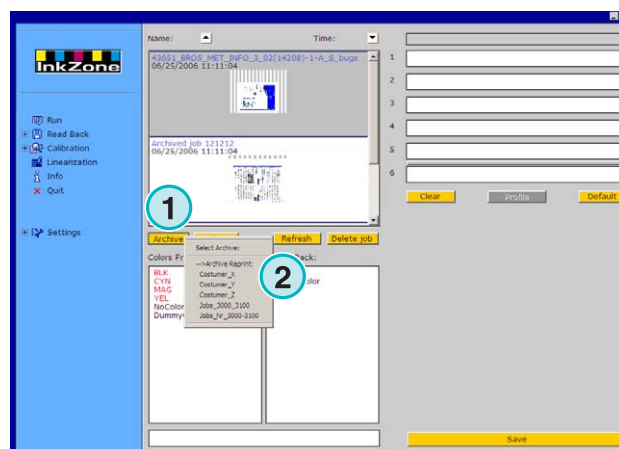 InkZone
Run
Read Back
Calibration
Linearization
Info
Quit
Settings
Name:
Time:
43651_BROS_MET_INFO_3_02(14208)-1-A_S_bugs
06/25/2006 11:11:04
Archived job 121212
06/25/2006 11:11:04
1
2
3
4
5
6
Clear
Profile
Default
1
Archive
Refresh
Delete job
Select Archive:
-->Archive Reprint:
Costumer_X
Costumer_Y
Costumer_Z
Jobs_3000_3100
Jobs_Nr_3000-3100
2
Colors Fr
Back:
BLK
CYN
MAG
YEL
NoColor
Dummy
olor
Save